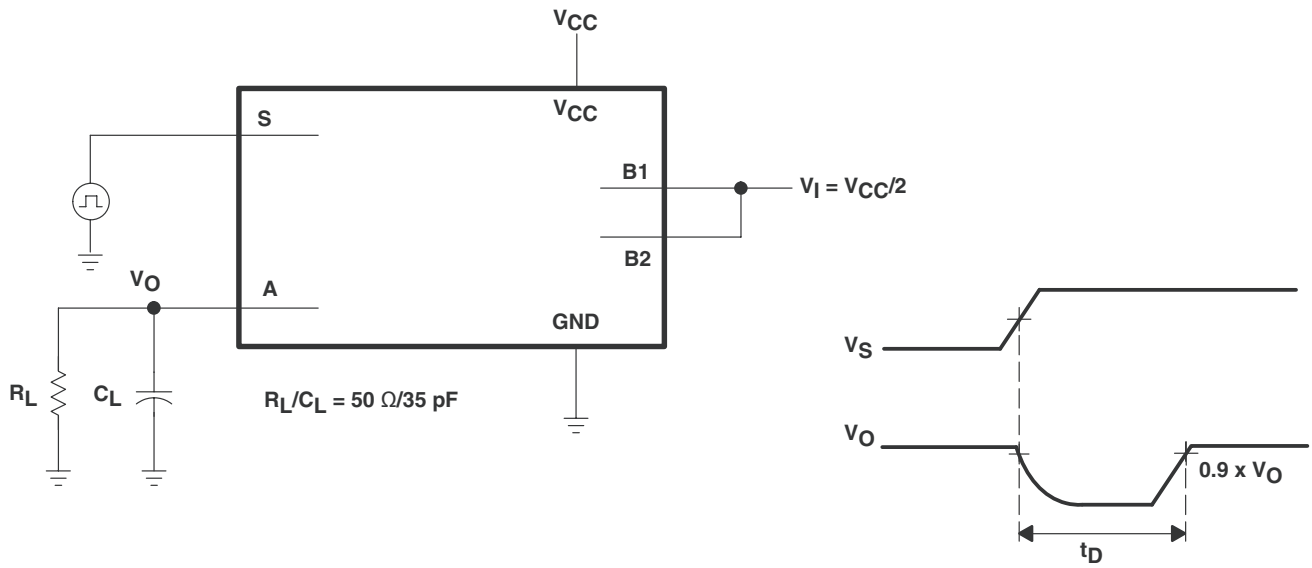 VCC
VCC
S
B1
VI = VCC/2
B2
VO
A
GND
RL
CL
RL/CL = 50 Ω/35 pF
VS
VO
0.9 x VO
tD